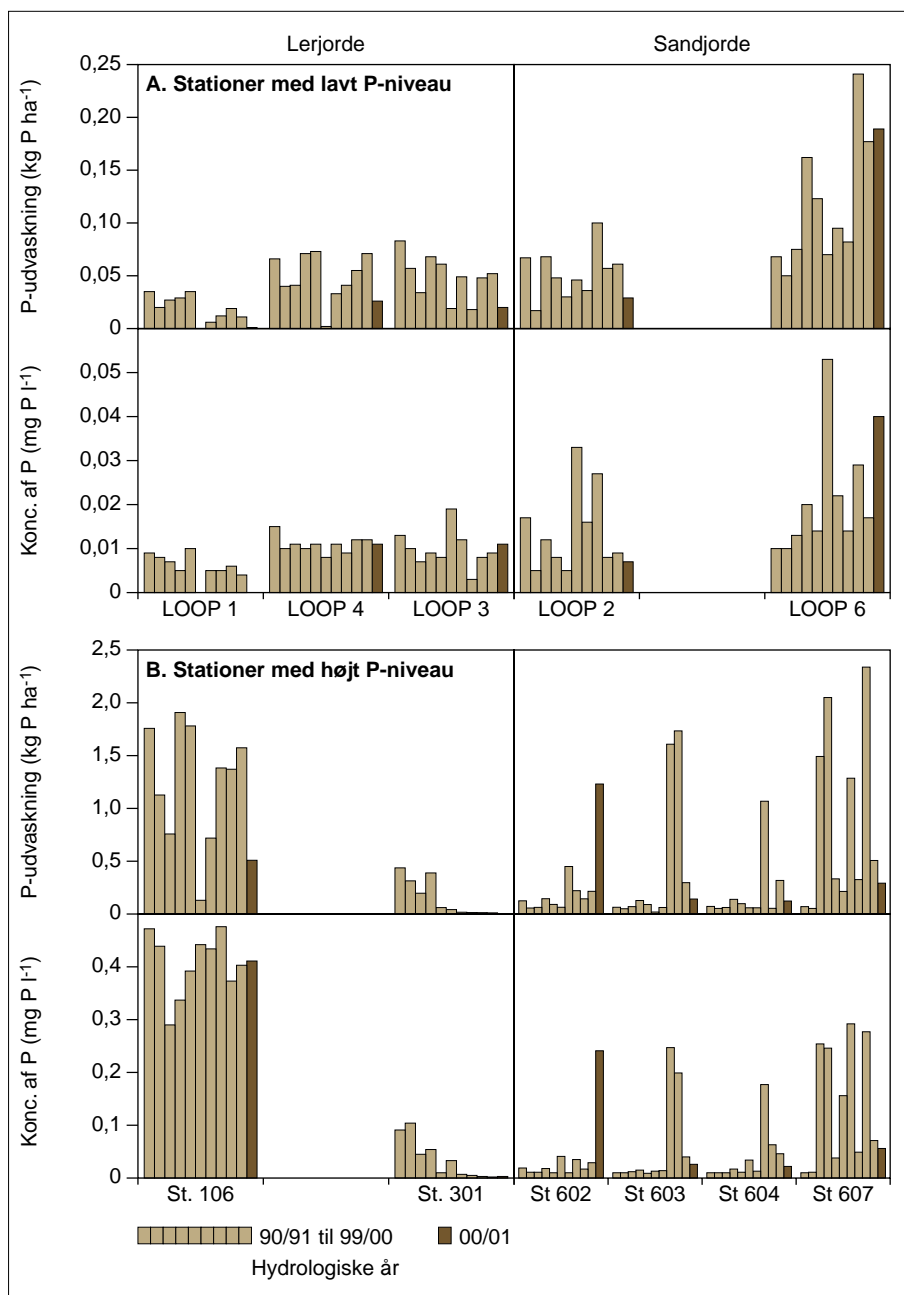 Lerjorde Sandjorde
A. Stationer med lavt P-niveau
P-udvaskning (kg P ha-1)
0,25
0,20
0,15
0,10
0,05
0
Konc. af P (mg P l-1)
0,05
0,04
0,03
0,02
0,01
0
LOOP 1 LOOP 4 LOOP 3 LOOP 2 LOOP 6
B. Stationer med højt P-niveau
P-udvaskning (kg P ha-1)
2,5
2,0
1,5
1,0
0,5
0
Konc. af P (mg P l-1)
0,4
0,3
0,2
0,1
0
St. 106 St. 301 St 602 St 603 St 604 St 607
90/91 til 99/00 00/01
Hydrologiske år